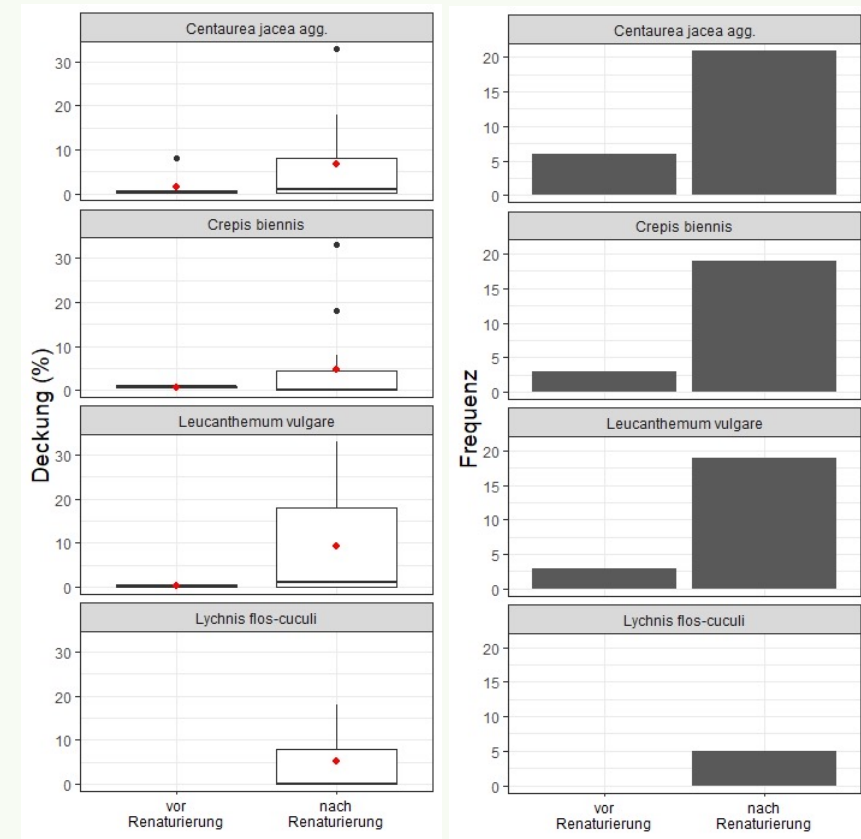 Centaurea jacea agg.
30
20
10
0
Crepis biennis
30
20
10
0
Leucanthemum vulgare
30
20
10
0
Lychnis flos-cuculi
30
20
10
0
Deckung (%)
vor
Renaturierung
nach
Renaturierung
Centaurea jacea agg.
20
15
10
5
0
Crepis biennis
20
15
10
5
0
Leucanthemum vulgare
20
15
10
5
0
Lychnis flos-cuculi
20
15
10
5
0
Frequenz
vor
Renaturierung
nach
Renaturierung